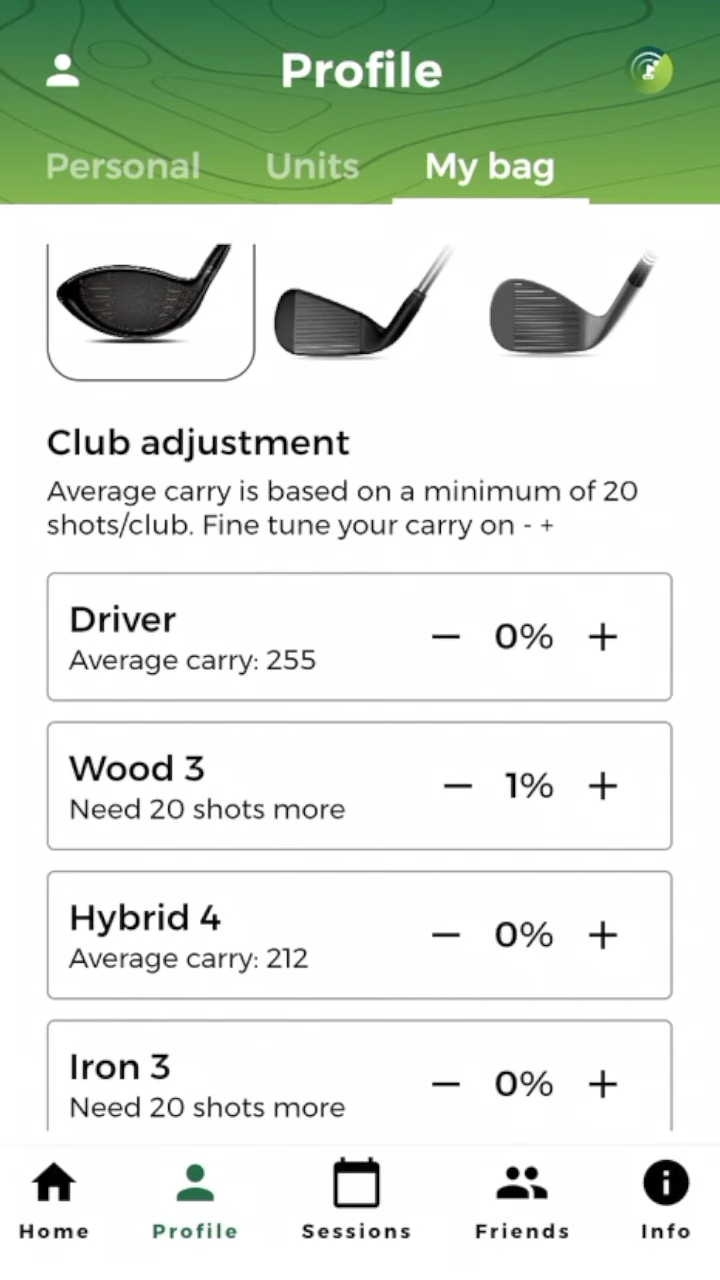 Profile
Personal Units My bag
Club adjustment
Average carry is based on a minimum of 20
shots/club. Fine tune your carry on - +
Driver
Average carry: 255
− 0% +
Wood 3
Need 20 shots more
− 1% +
Hybrid 4
Average carry: 212
− 0% +
Iron 3
Need 20 shots more
− 0% +
Home Profile Sessions Friends Info